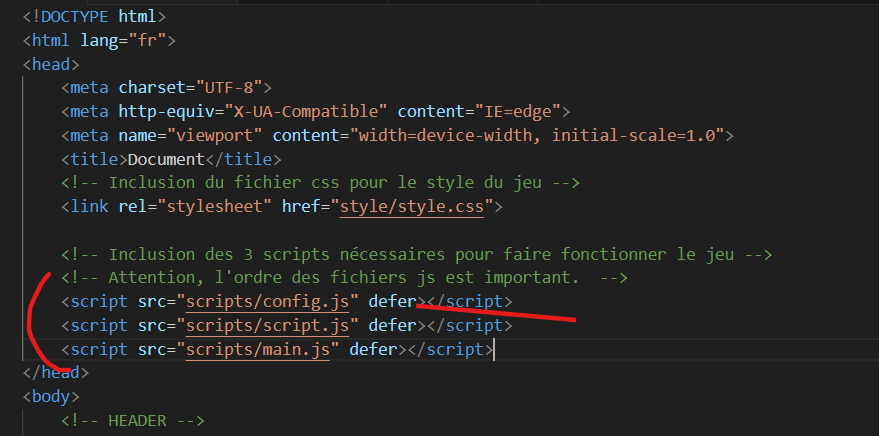 <!DOCTYPE html>
<html lang="fr">
<head>
    <meta charset="UTF-8">
    <meta http-equiv="X-UA-Compatible" content="IE=edge">
    <meta name="viewport" content="width=device-width, initial-scale=1.0">
    <title>Document</title>
    <!-- Inclusion du fichier css pour le style du jeu -->
    <link rel="stylesheet" href="style/style.css">

    <!-- Inclusion des 3 scripts nécessaires pour faire fonctionner le jeu -->
    <!-- Attention, l'ordre des fichiers js est important.  -->
    <script src="scripts/config.js" defer></script>
    <script src="scripts/script.js" defer></script>
    <script src="scripts/main.js" defer></script>
</head>
<body>
    <!-- HEADER -->